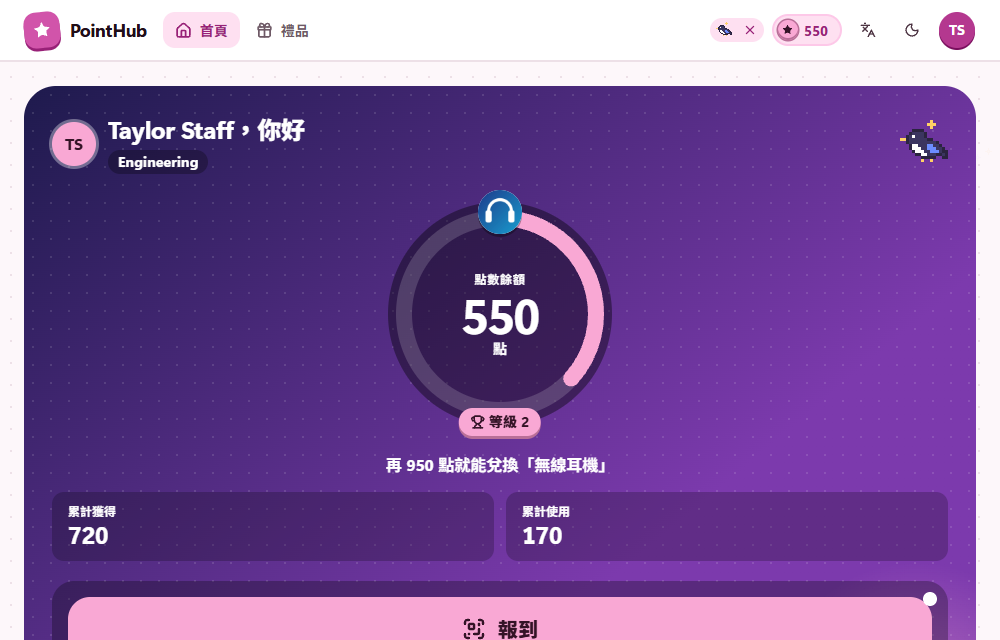 PointHub
首頁
禮品
550
TS
TS
Taylor Staff，你好
Engineering
點數餘額
550
點
等級 2
再 950 點就能兌換「無線耳機」
累計獲得
720
累計使用
170
報到